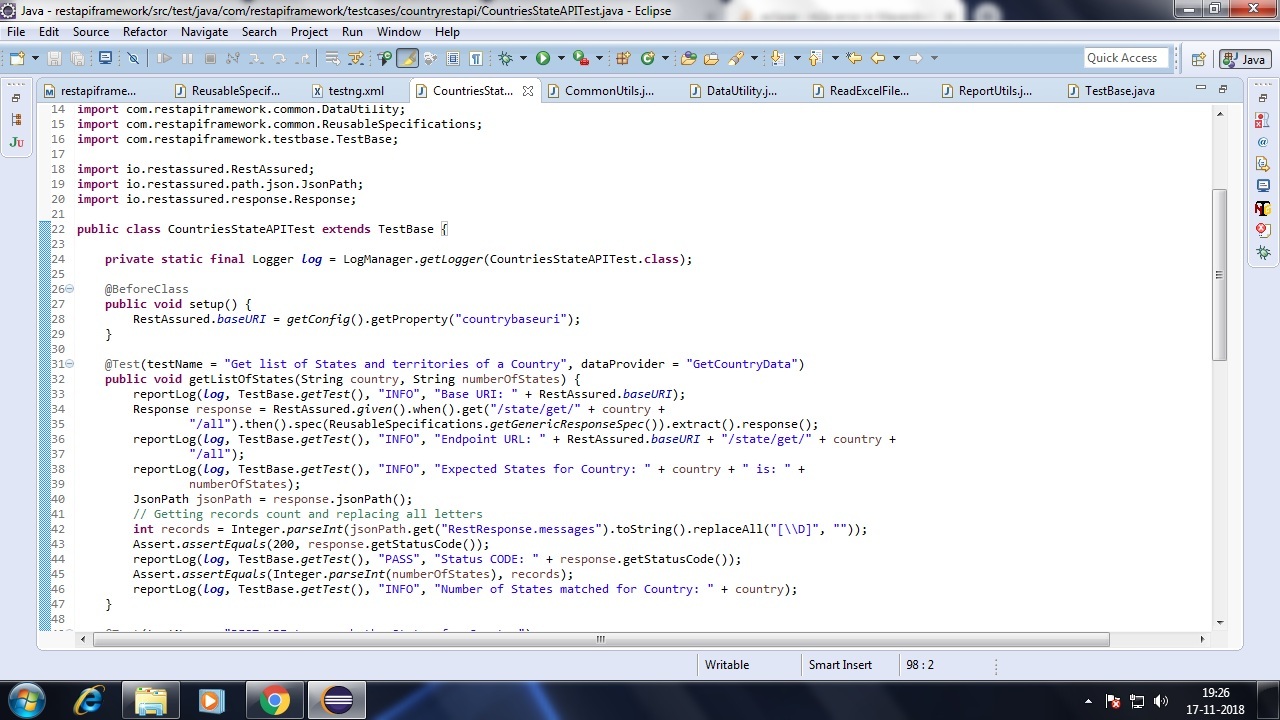 Java - restapiframework/src/test/java/com/restapiframework/testcases/countryrestapi/CountriesStateAPITest.java - Eclipse
File Edit Source Refactor Navigate Search Project Run Window Help
Quick Access Java
restapiframe... ReusableSpecif... testng.xml CountriesStat... CommonUtils.j... DataUtility.j... ReadExcelFile... ReportUtils.j... TestBase.java
14 import com.restapiframework.common.DataUtility;
15 import com.restapiframework.common.ReusableSpecifications;
16 import com.restapiframework.testbase.TestBase;
17
18 import io.restassured.RestAssured;
19 import io.restassured.path.json.JsonPath;
20 import io.restassured.response.Response;
21
22 public class CountriesStateAPITest extends TestBase {
23
24 private static final Logger log = LogManager.getLogger(CountriesStateAPITest.class);
25
26 @BeforeClass
27 public void setup() {
28 RestAssured.baseURI = getConfig().getProperty("countrybaseuri");
29 }
30
31 @Test(testName = "Get list of States and territories of a Country", dataProvider = "GetCountryData")
32 public void getListOfStates(String country, String numberOfStates) {
33 reportLog(log, TestBase.getTest(), "INFO", "Base URI: " + RestAssured.baseURI);
34 Response response = RestAssured.given().when().get("/state/get/" + country +
35 "/all").then().spec(ReusableSpecifications.getGenericResponseSpec()).extract().response();
36 reportLog(log, TestBase.getTest(), "INFO", "Endpoint URL: " + RestAssured.baseURI + "/state/get/" + country +
37 "/all");
38 reportLog(log, TestBase.getTest(), "INFO", "Expected States for Country: " + country + " is: " +
39 numberOfStates);
40 JsonPath jsonPath = response.jsonPath();
41 // Getting records count and replacing all letters
42 int records = Integer.parseInt(jsonPath.get("RestResponse.messages").toString().replaceAll("[\\D]", ""));
43 Assert.assertEquals(200, response.getStatusCode());
44 reportLog(log, TestBase.getTest(), "PASS", "Status CODE: " + response.getStatusCode());
45 Assert.assertEquals(Integer.parseInt(numberOfStates), records);
46 reportLog(log, TestBase.getTest(), "INFO", "Number of States matched for Country: " + country);
47 }
48
Writable Smart Insert 98 : 2
19:26
17-11-2018